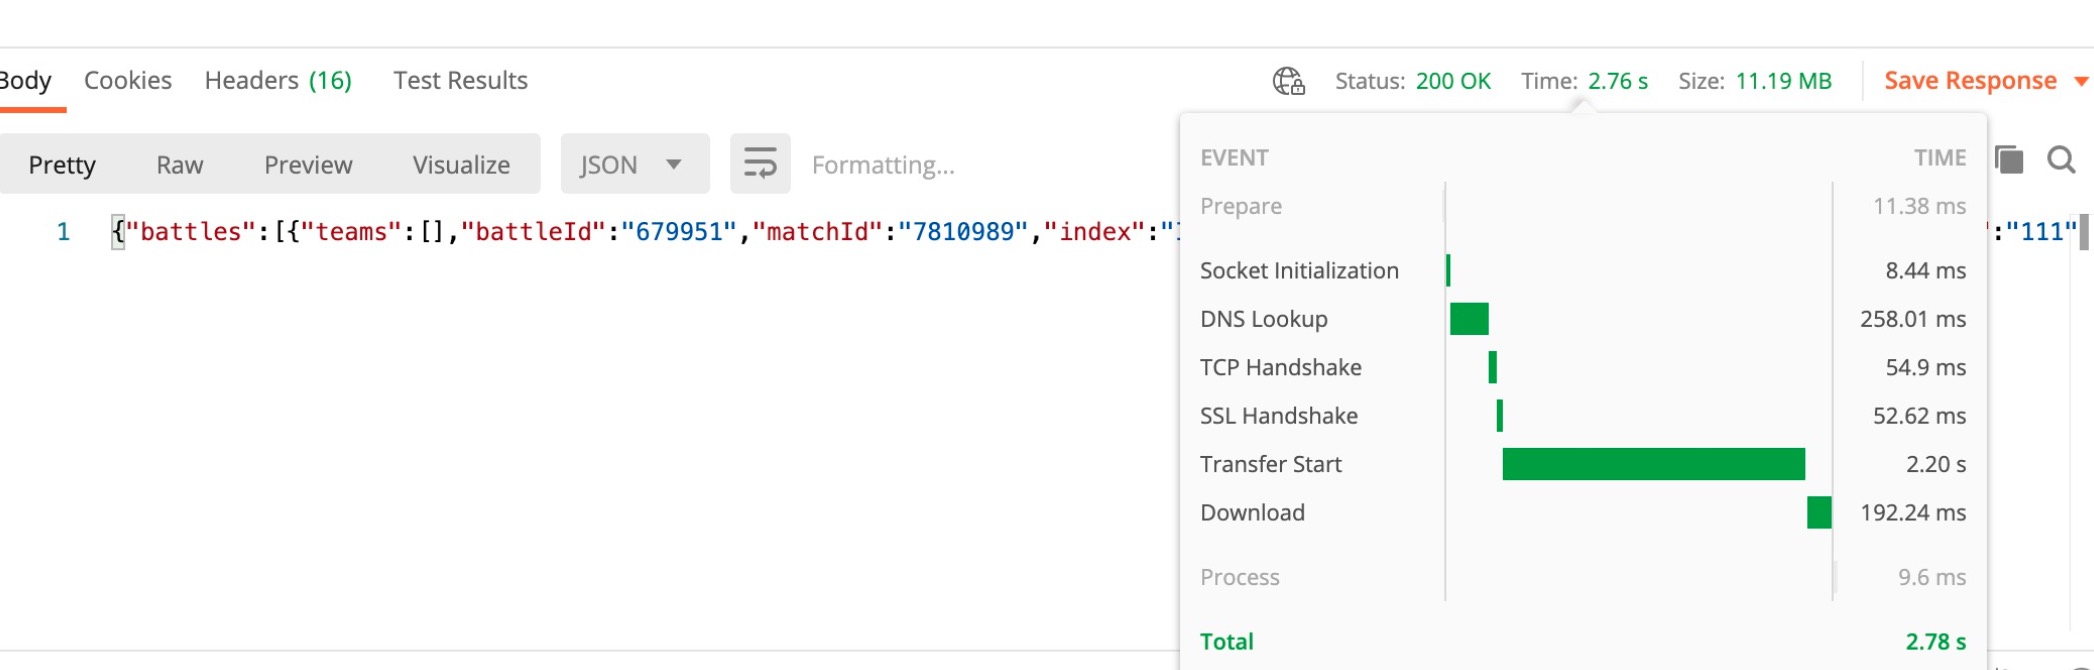 Body Cookies Headers (16) Test Results Status: 200 OK Time: 2.76 s Size: 11.19 MB Save Response
Pretty Raw Preview Visualize JSON Formatting...
1 {"battles":[{"teams":[],"battleId":"679951","matchId":"7810989","index":" ":"111"
EVENT TIME
Prepare 11.38 ms
Socket Initialization 8.44 ms
DNS Lookup 258.01 ms
TCP Handshake 54.9 ms
SSL Handshake 52.62 ms
Transfer Start 2.20 s
Download 192.24 ms
Process 9.6 ms
Total 2.78 s